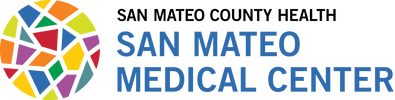 SAN MATEO COUNTY HEALTH
SAN MATEO
MEDICAL CENTER